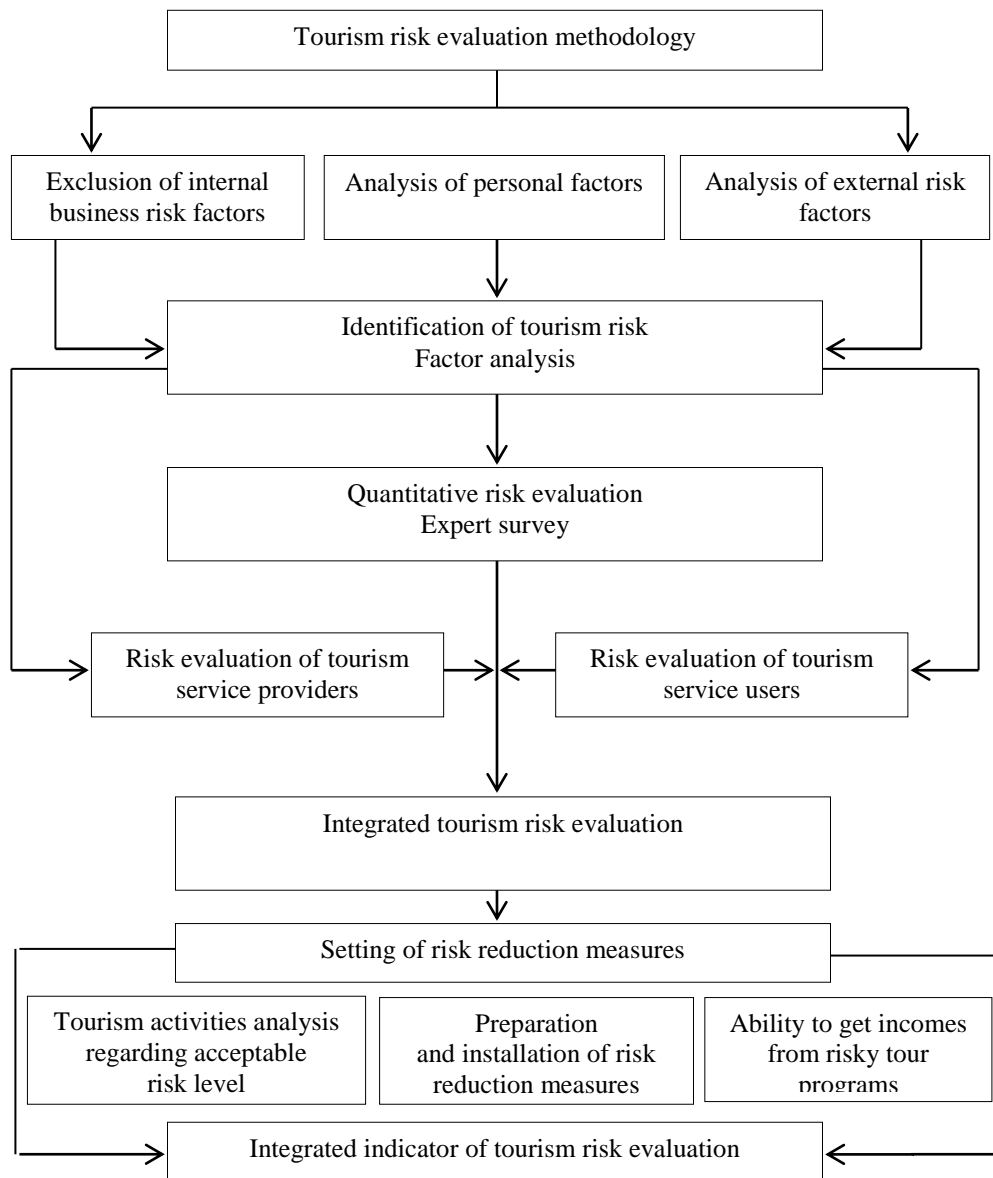 Tourism risk evaluation methodology
Exclusion of internal
business risk factors
Analysis of personal factors
Analysis of external risk
factors
Identification of tourism risk
Factor analysis
Quantitative risk evaluation
Expert survey
Risk evaluation of tourism
service providers
Risk evaluation of tourism
service users
Integrated tourism risk evaluation
Setting of risk reduction measures
Tourism activities analysis
regarding acceptable
risk level
Preparation
and installation of risk
reduction measures
Ability to get incomes
from risky tour
programs
Integrated indicator of tourism risk evaluation